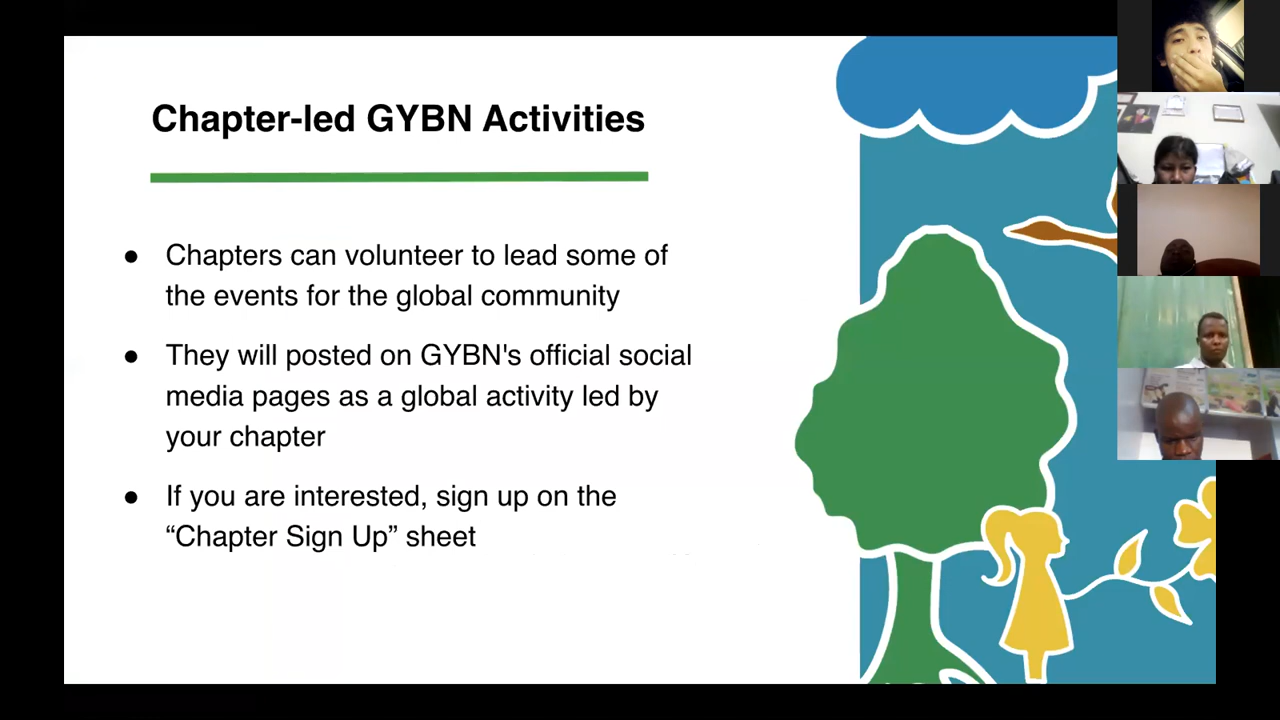 Chapter-led GYBN Activities
● Chapters can volunteer to lead some of
the events for the global community
● They will posted on GYBN's official social
media pages as a global activity led by
your chapter
● If you are interested, sign up on the
“Chapter Sign Up” sheet